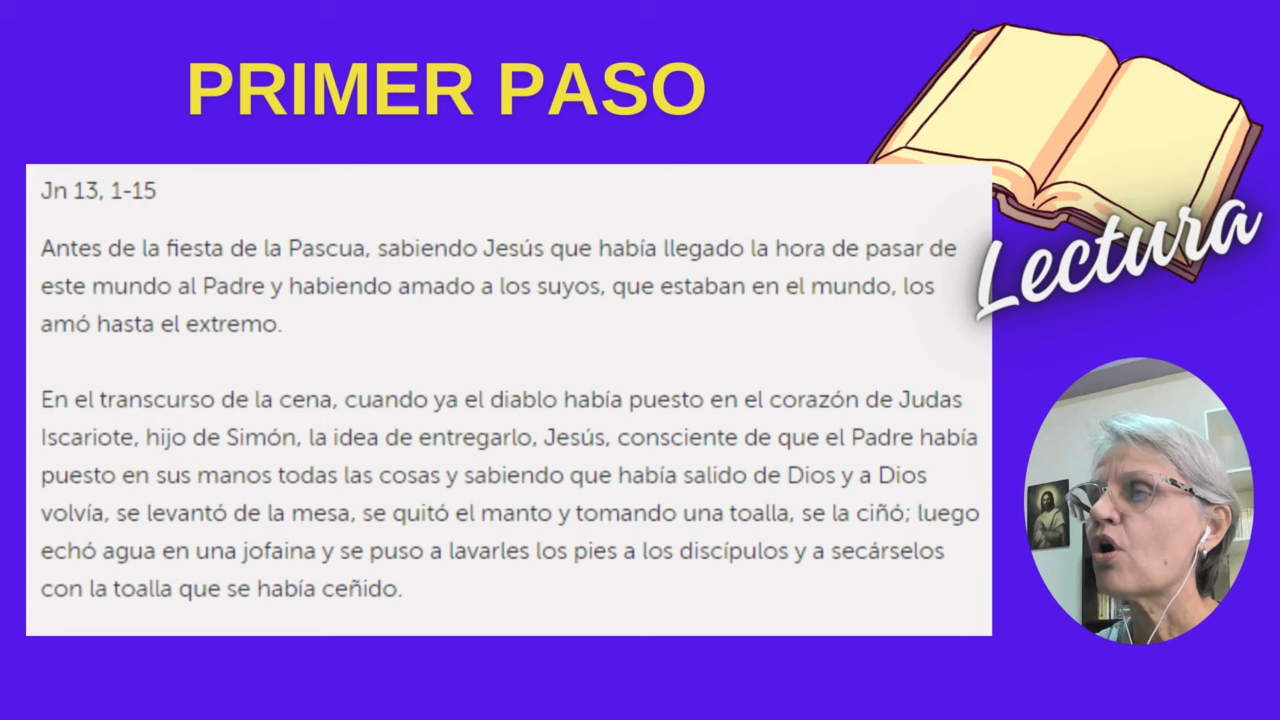 PRIMER PASO
Lectura
Jn 13, 1-15
Antes de la fiesta de la Pascua, sabiendo Jesús que había llegado la hora de pasar de
este mundo al Padre y habiendo amado a los suyos, que estaban en el mundo, los
amó hasta el extremo.
En el transcurso de la cena, cuando ya el diablo había puesto en el corazón de Judas
Iscariote, hijo de Simón, la idea de entregarlo, Jesús, consciente de que el Padre había
puesto en sus manos todas las cosas y sabiendo que había salido de Dios y a Dios
volvía, se levantó de la mesa, se quitó el manto y tomando una toalla, se la ciñó; luego
echó agua en una jofaina y se puso a lavarles los pies a los discípulos y a secárselos
con la toalla que se había ceñido.